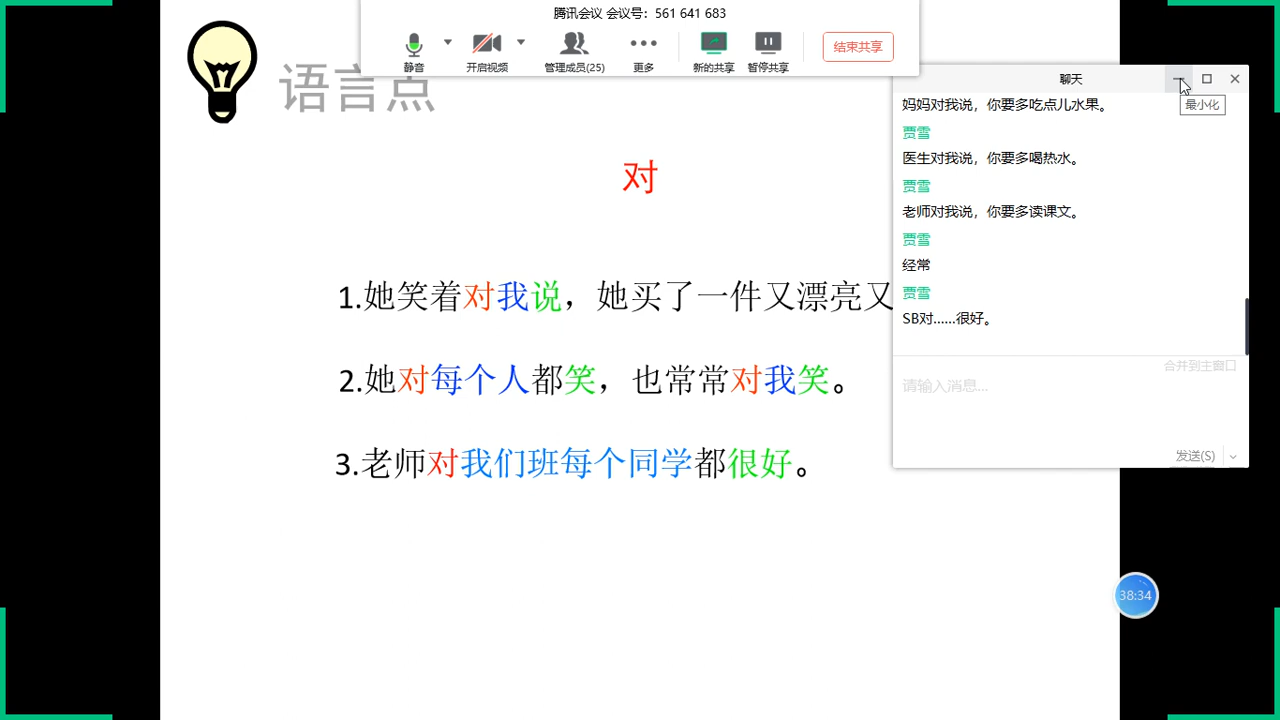 腾讯会议 会议号：561 641 683
静音
开启视频
管理成员(25)
更多
新的共享
暂停共享
结束共享
语言点
对
1.她笑着对我说，她买了一件又漂亮又
2.她对每个人都笑，也常常对我笑。
3.老师对我们班每个同学都很好。
聊天
最小化
妈妈对我说，你要多吃点儿水果。
贾雪
医生对我说，你要多喝热水。
贾雪
老师对我说，你要多读课文。
贾雪
经常
贾雪
SB对……很好。
合并到主窗口
请输入消息...
发送(S)
38:34